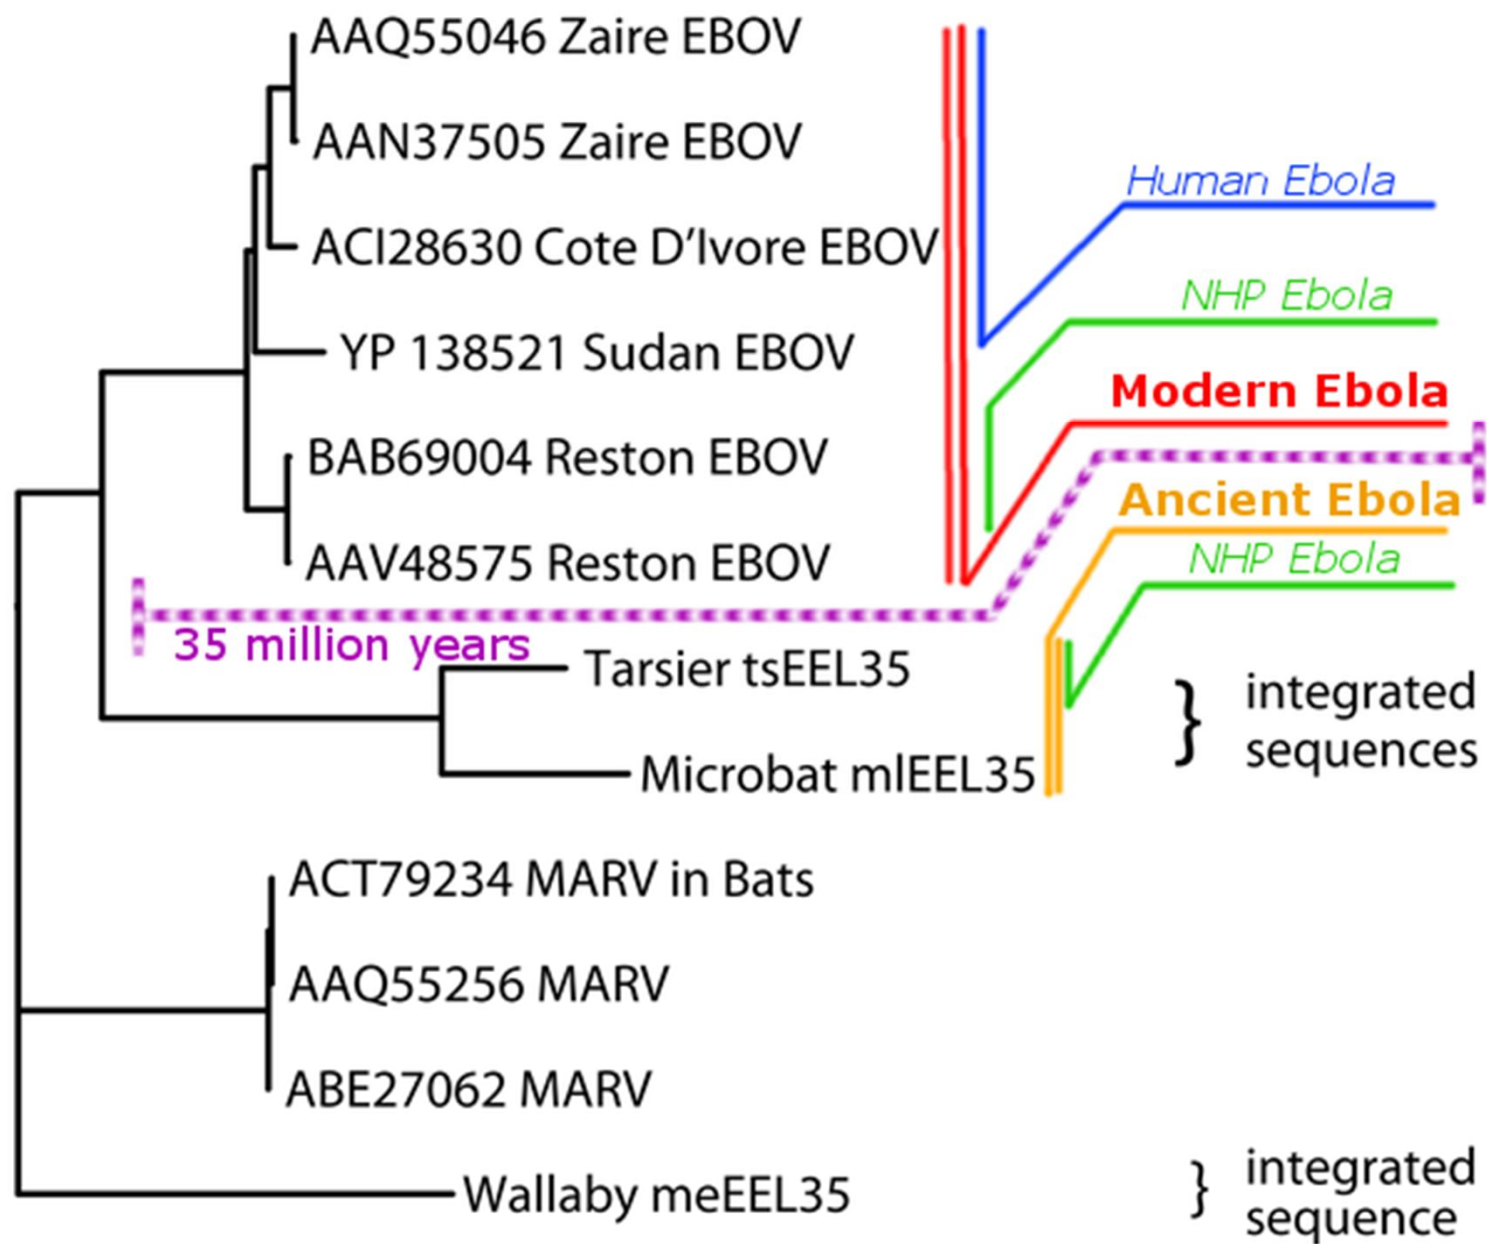 AAQ55046 Zaire EBOV
AAN37505 Zaire EBOV
Human Ebola
ACI28630 Cote D'Ivore EBOV
NHP Ebola
YP 138521 Sudan EBOV
Modern Ebola
BAB69004 Reston EBOV
Ancient Ebola
AAV48575 Reston EBOV
NHP Ebola
35 million years
Tarsier tsEEL35
} integrated
sequences
Microbat mlEEL35
ACT79234 MARV in Bats
AAQ55256 MARV
ABE27062 MARV
Wallaby meEEL35
} integrated
sequence